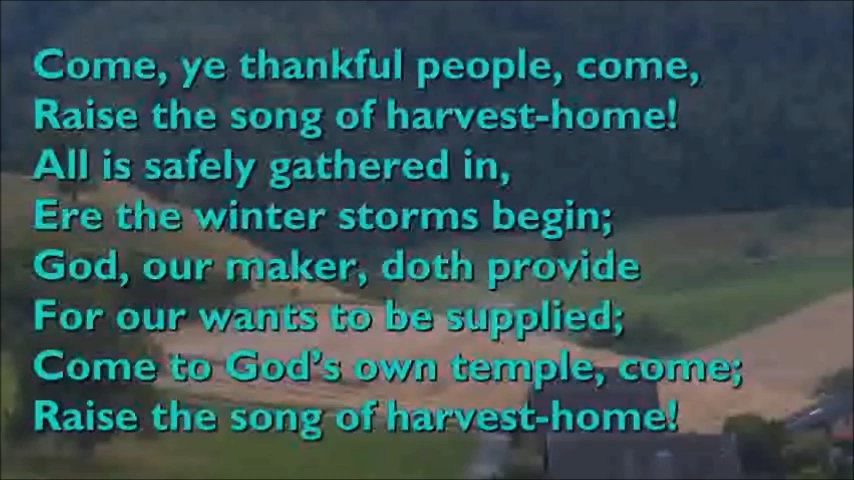 Come, ye thankful people, come,
Raise the song of harvest-home!
All is safely gathered in,
Ere the winter storms begin;
God, our maker, doth provide
For our wants to be supplied;
Come to God's own temple, come;
Raise the song of harvest-home!